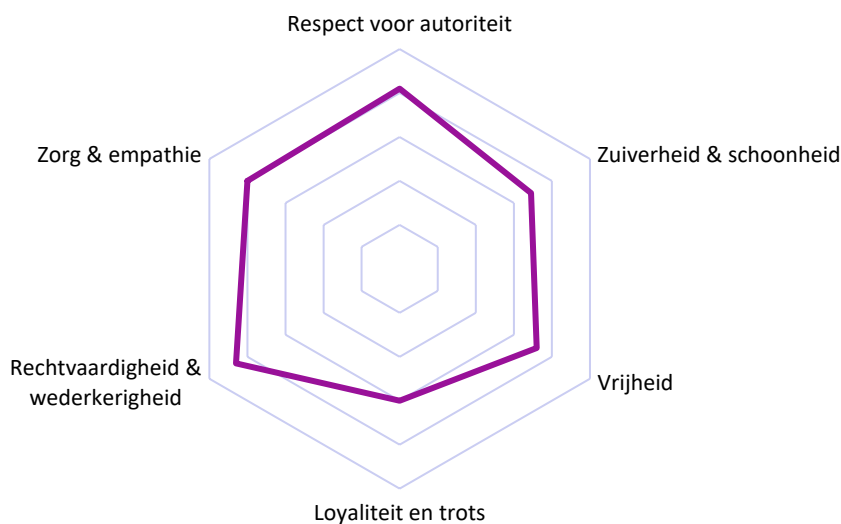 Respect voor autoriteit
Zorg & empathie
Zuiverheid & schoonheid
Rechtvaardigheid &
wederkerigheid
Vrijheid
Loyaliteit en trots